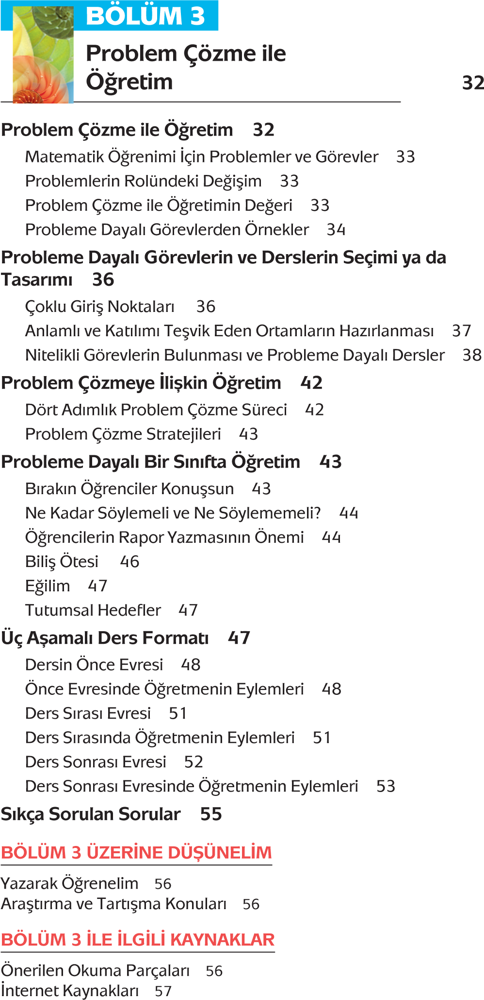 BÖLÜM 3
Problem Çözme ile
Öğretim 32
Problem Çözme ile Öğretim 32
Matematik Öğrenimi İçin Problemler ve Görevler 33
Problemlerin Rolündeki Değişim 33
Problem Çözme ile Öğretimin Değeri 33
Probleme Dayalı Görevlerden Örnekler 34
Probleme Dayalı Görevlerin ve Derslerin Seçimi ya da
Tasarımı 36
Çoklu Giriş Noktaları 36
Anlamlı ve Katılımı Teşvik Eden Ortamların Hazırlanması 37
Nitelikli Görevlerin Bulunması ve Probleme Dayalı Dersler 38
Problem Çözmeye İlişkin Öğretim 42
Dört Adımlık Problem Çözme Süreci 42
Problem Çözme Stratejileri 43
Probleme Dayalı Bir Sınıfta Öğretim 43
Bırakın Öğrenciler Konuşsun 43
Ne Kadar Söylemeli ve Ne Söylememeli? 44
Öğrencilerin Rapor Yazmasının Önemi 44
Biliş Ötesi 46
Eğilim 47
Tutumsal Hedefler 47
Üç Aşamalı Ders Formatı 47
Dersin Önce Evresi 48
Önce Evresinde Öğretmenin Eylemleri 48
Ders Sırası Evresi 51
Ders Sırasında Öğretmenin Eylemleri 51
Ders Sonrası Evresi 52
Ders Sonrası Evresinde Öğretmenin Eylemleri 53
Sıkça Sorulan Sorular 55
BÖLÜM 3 ÜZERİNE DÜŞÜNELİM
Yazarak Öğrenelim 56
Araştırma ve Tartışma Konuları 56
BÖLÜM 3 İLE İLGİLİ KAYNAKLAR
Önerilen Okuma Parçaları 56
İnternet Kaynakları 57